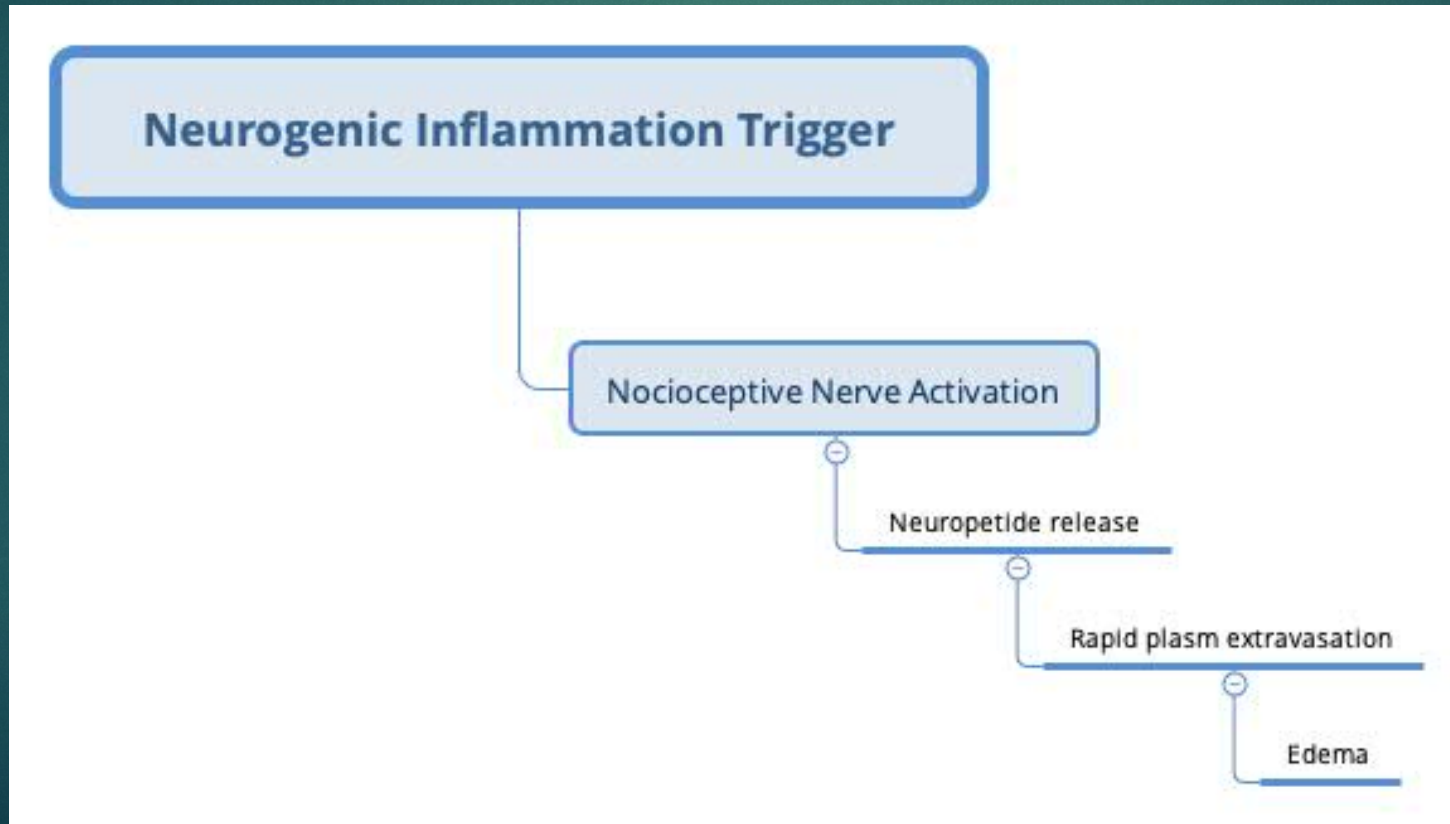 Neurogenic Inflammation Trigger
Nocioceptive Nerve Activation
Neuropetide release
Rapid plasm extravasation
Edema